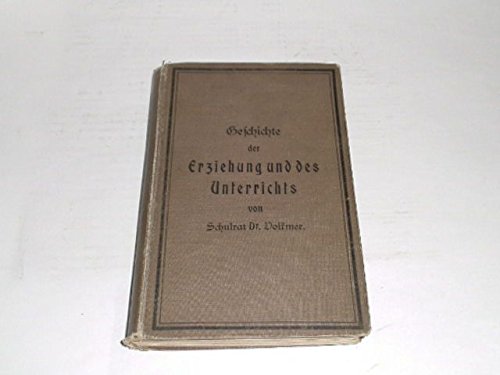 Geschichte
der
Erziehung und des
Unterrichts
von
Schulrat Dr. Volkmer.